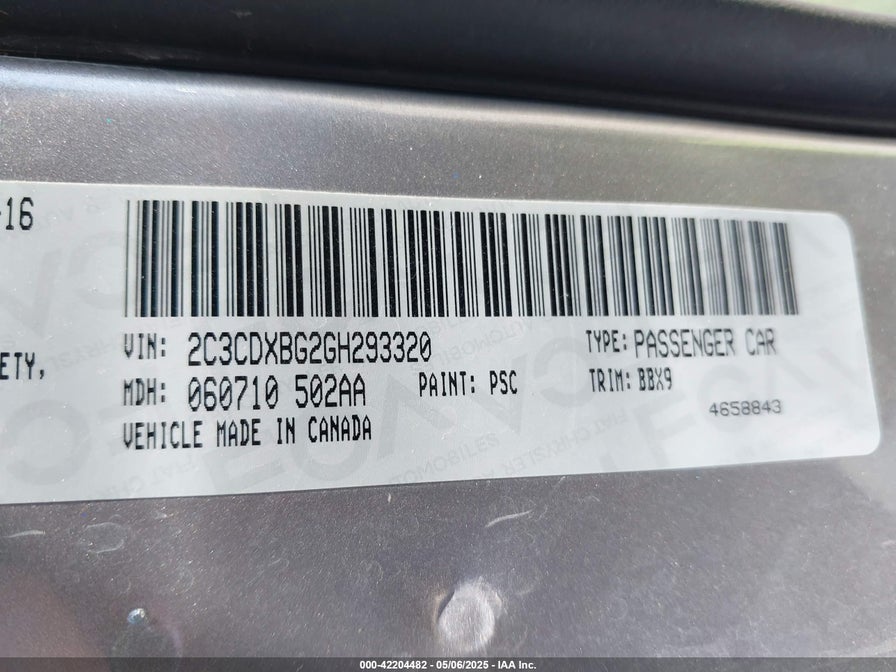 -16
VIN: 2C3CDXBG2GH293320
TYPE: PASSENGER CAR
ETY,
MDH: 060710 502AA
PAINT: PSC
TRIM: BBX9
4658843
VEHICLE MADE IN CANADA
000-42204482 - 05/06/2025 - IAA Inc.